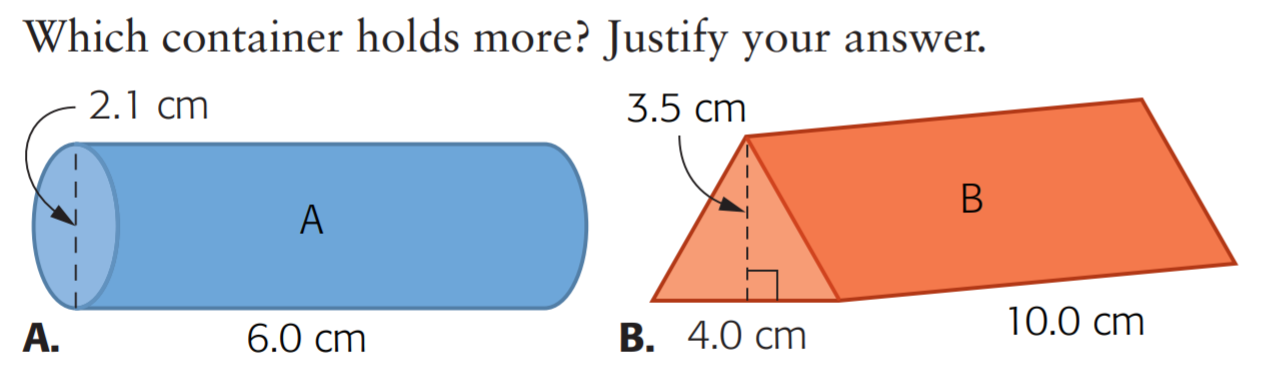 Which container holds more? Justify your answer.
2.1 cm
3.5 cm
A
B
A.
6.0 cm
B.
4.0 cm
10.0 cm